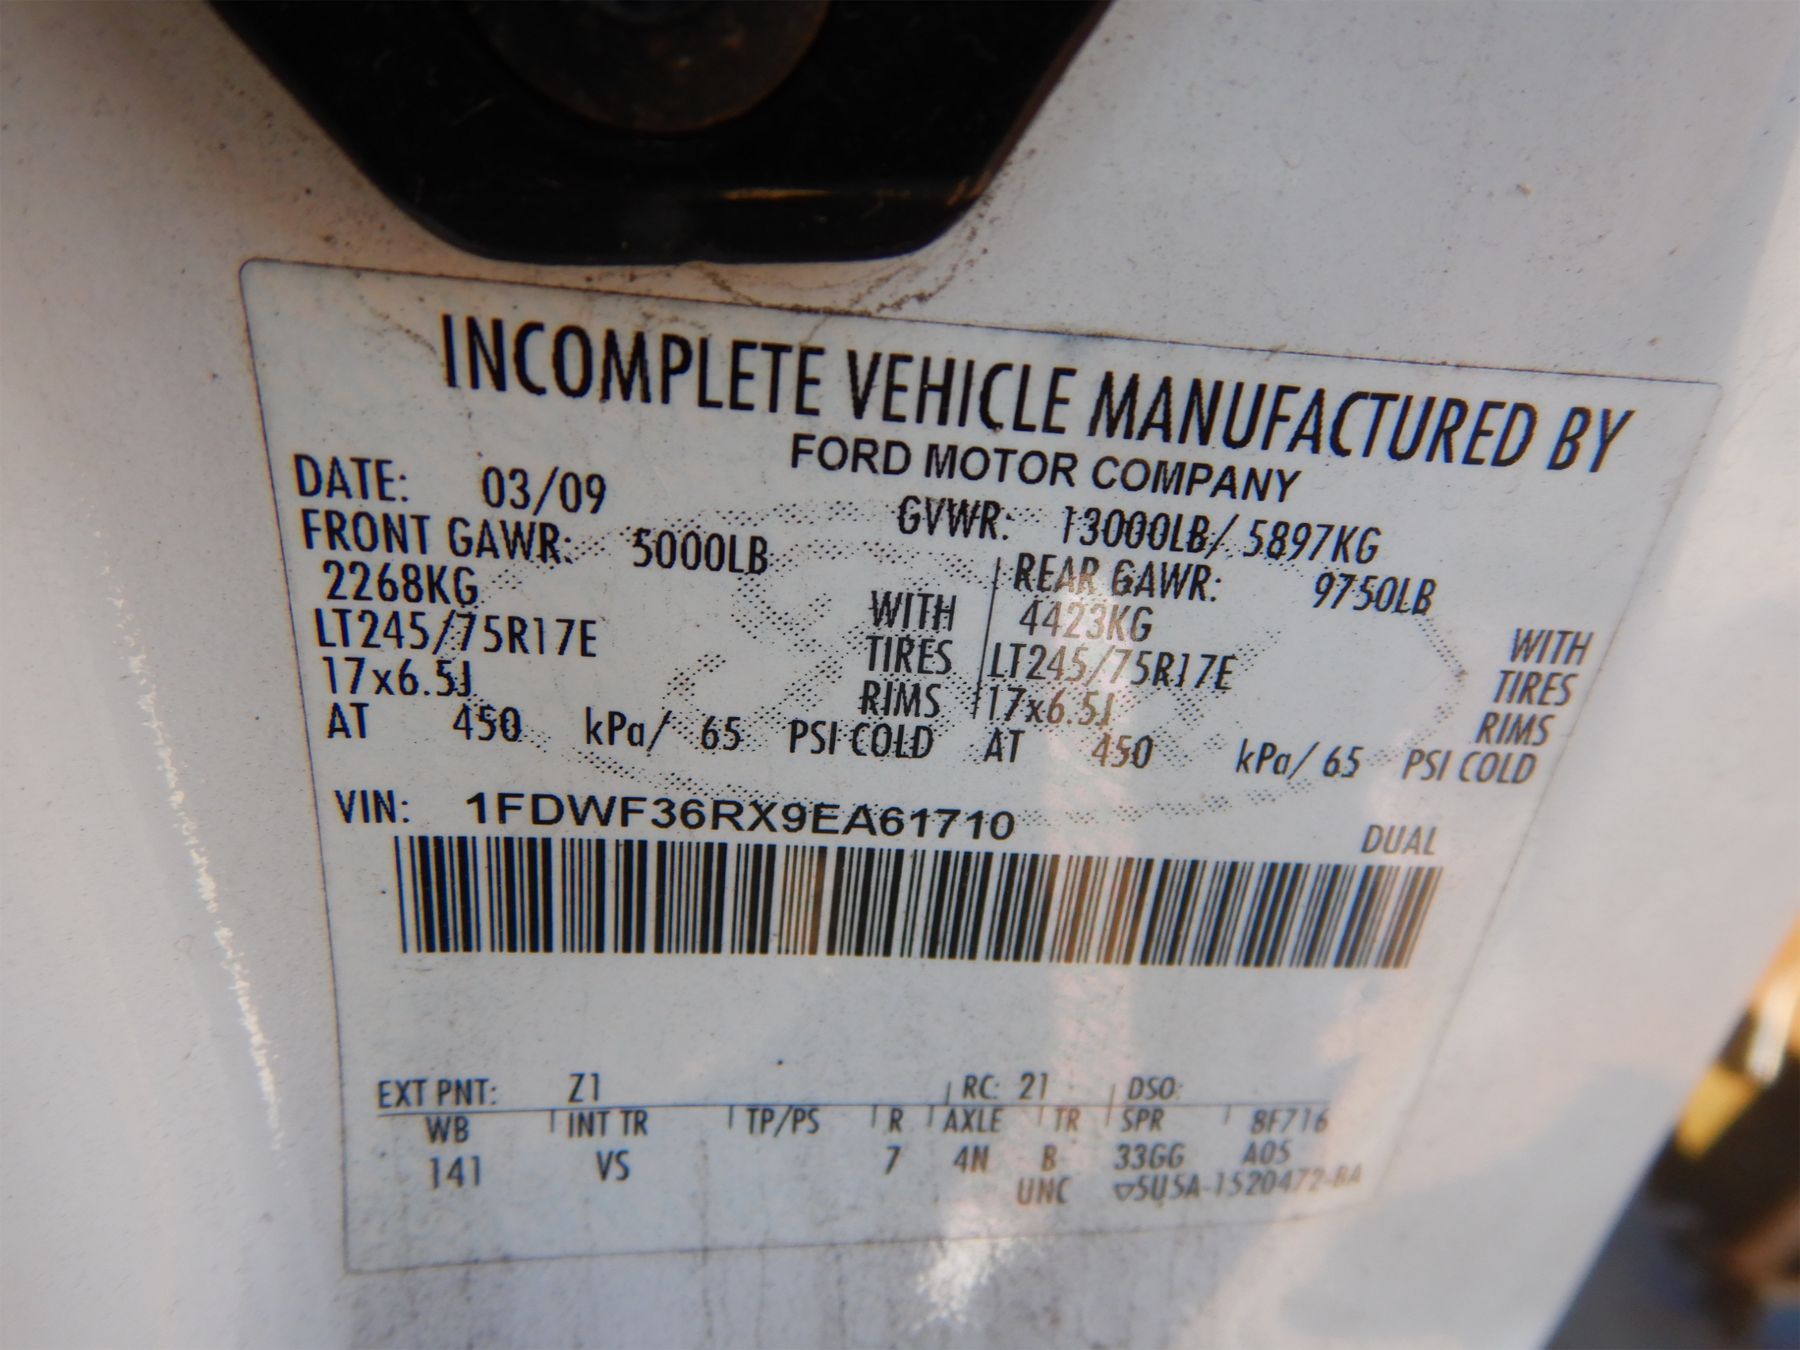 INCOMPLETE VEHICLE MANUFACTURED BY
FORD MOTOR COMPANY
DATE: 03/09 GVWR: 13000LB/ 5897KG
FRONT GAWR: 5000LB REAR GAWR: 9750LB
2268KG WITH 4423KG WITH
LT245/75R17E TIRES LT245/75R17E TIRES
17x6.5J RIMS 17x6.5J RIMS
AT 450 kPa/ 65 PSI COLD AT 450 kPa/ 65 PSI COLD
VIN: 1FDWF36RX9EA61710
DUAL
EXT PNT: Z1 RC: 21 DSO:
WB INT TR TP/PS R AXLE TR SPR 8F716
141 VS 7 4N B 33GG A05
UNC ▽5U5A-1520472-BA